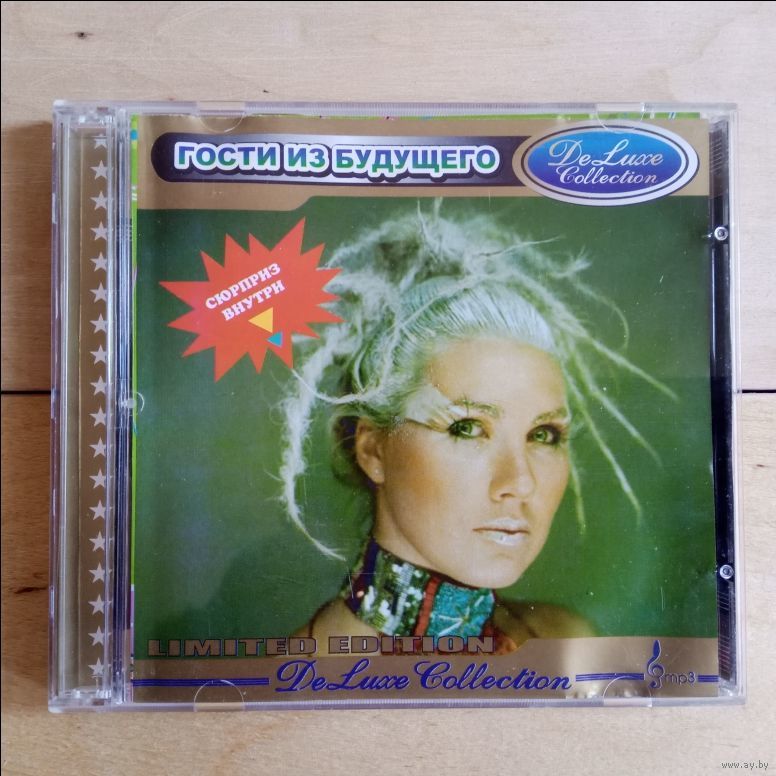 ГОСТИ ИЗ БУДУЩЕГО
DeLuxe
Collection
СЮРПРИЗ
ВНУТРИ
LIMITED EDITION
DeLuxe Collection
mp3
www.ay.by